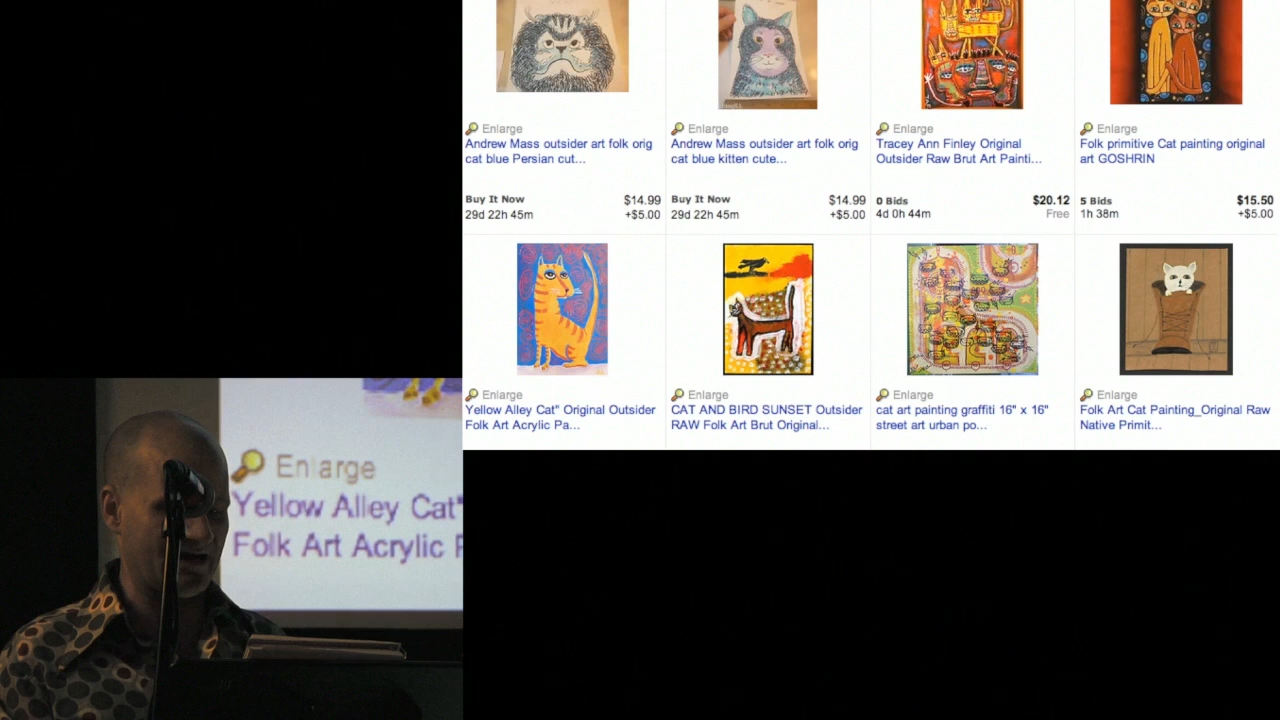 Enlarge
Andrew Mass outsider art folk orig
cat blue Persian cut...
Buy It Now $14.99
29d 22h 45m +$5.00
Enlarge
Andrew Mass outsider art folk orig
cat blue kitten cute...
Buy It Now $14.99
29d 22h 45m +$5.00
Enlarge
Tracey Ann Finley Original
Outsider Raw Brut Art Painti...
0 Bids $20.12
4d 0h 44m Free
Enlarge
Folk primitive Cat painting original
art GOSHRIN
5 Bids $15.50
1h 38m +$5.00
Enlarge
Yellow Alley Cat" Original Outsider
Folk Art Acrylic Pa...
Enlarge
CAT AND BIRD SUNSET Outsider
RAW Folk Art Brut Original...
Enlarge
cat art painting graffiti 16" x 16"
street art urban po...
Enlarge
Folk Art Cat Painting_Original Raw
Native Primit...
Enlarge
Yellow Alley Cat"
Folk Art Acrylic